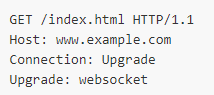 GET /index.html HTTP/1.1
Host: www.example.com
Connection: Upgrade
Upgrade: websocket